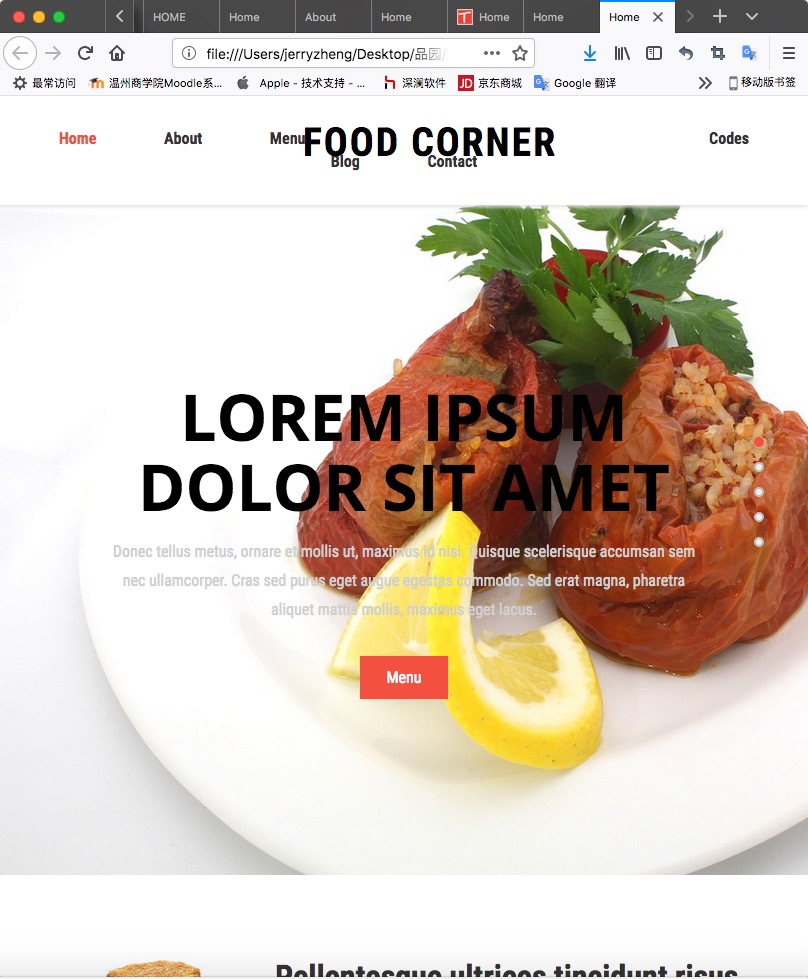 HOME Home About Home Home Home Home
file:///Users/jerryzheng/Desktop/品园/
最常访问 温州商学院Moodle系... Apple - 技术支持 - ... 深澜软件 JD 京东商城 Google 翻译 移动版书签
Home About Menu FOOD CORNER Codes
Blog Contact
LOREM IPSUM
DOLOR SIT AMET
Donec tellus metus, ornare et mollis ut, maximus id nisi. Quisque scelerisque accumsan sem
nec ullamcorper. Cras sed purus eget augue egestas commodo. Sed erat magna, pharetra
aliquet mattis mollis, maximus eget lacus.
Menu
Pellentesque ultrices tincidunt risus